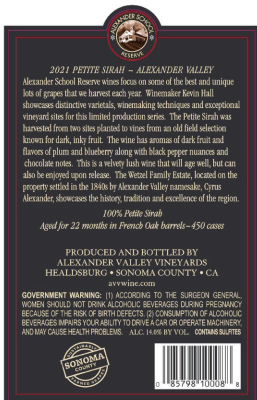 ALEXANDER SCHOOL
RESERVE
2021 PETITE SIRAH – ALEXANDER VALLEY
Alexander School Reserve wines focus on some of the best and unique
lots of grapes that we harvest each year. Winemaker Kevin Hall
showcases distinctive varietals, winemaking techniques and exceptional
vineyard sites for this limited production series. The Petite Sirah was
harvested from two sites planted to vines from an old field selection
known for dark, inky fruit. The wine has aromas of dark fruit and
flavors of plum and blueberry along with black pepper nuances and
chocolate notes. This is a velvety lush wine that will age well, but can
also be enjoyed upon release. The Wetzel Family Estate, located on the
property settled in the 1840s by Alexander Valley namesake, Cyrus
Alexander, showcases the history, tradition and excellence of the region.
100% Petite Sirah
Aged for 22 months in French Oak barrels–450 cases
PRODUCED AND BOTTLED BY
ALEXANDER VALLEY VINEYARDS
HEALDSBURG • SONOMA COUNTY • CA
avvwine.com
GOVERNMENT WARNING: (1) ACCORDING TO THE SURGEON GENERAL,
WOMEN SHOULD NOT DRINK ALCOHOLIC BEVERAGES DURING PREGNANCY
BECAUSE OF THE RISK OF BIRTH DEFECTS. (2) CONSUMPTION OF ALCOHOLIC
BEVERAGES IMPAIRS YOUR ABILITY TO DRIVE A CAR OR OPERATE MACHINERY,
AND MAY CAUSE HEALTH PROBLEMS. ALC. 14.0% BY VOL. CONTAINS SULFITES
SONOMA
COUNTY
0 85798 10008 8